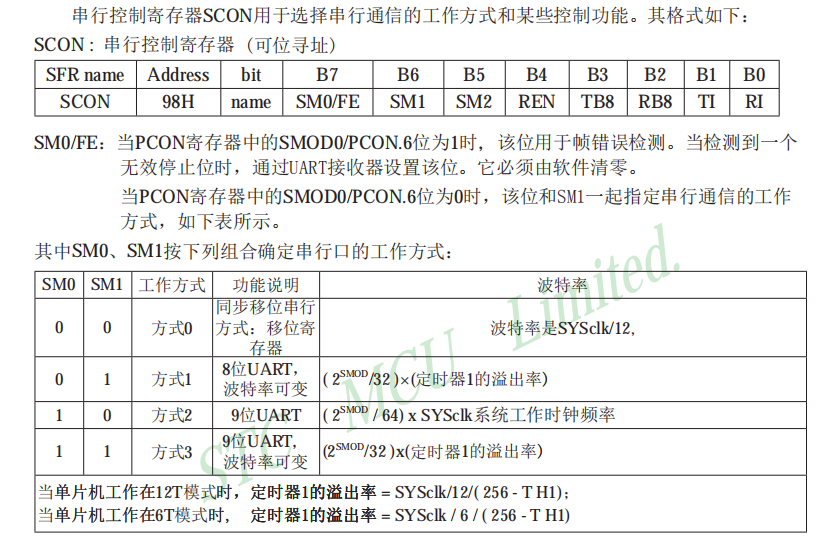 串行控制寄存器SCON用于选择串行通信的工作方式和某些控制功能。其格式如下：
SCON : 串行控制寄存器 (可位寻址)
SFR name Address bit B7 B6 B5 B4 B3 B2 B1 B0
SCON 98H name SM0/FE SM1 SM2 REN TB8 RB8 TI RI
SM0/FE：当PCON寄存器中的SMOD0/PCON.6位为1时，该位用于帧错误检测。当检测到一个
无效停止位时，通过UART接收器设置该位。它必须由软件清零。
当PCON寄存器中的SMOD0/PCON.6位为0时，该位和SM1一起指定串行通信的工作
方式，如下表所示。
其中SM0、SM1按下列组合确定串行口的工作方式：
SM0 SM1 工作方式 功能说明 波特率
0 0 方式0 同步移位串行
方式：移位寄
存器 波特率是SYSclk/12,
0 1 方式1 8位UART,
波特率可变 ( 2SMOD/32 )×(定时器1的溢出率)
1 0 方式2 9位UART ( 2SMOD / 64) x SYSclk系统工作时钟频率
1 1 方式3 9位UART,
波特率可变 (2SMOD/32 )x(定时器1的溢出率)
当单片机工作在12T模式时，定时器1的溢出率 = SYSclk/12/( 256 - T H1);
当单片机工作在6T模式时， 定时器1的溢出率 = SYSclk / 6 / ( 256 - T H1)
STC MCU Limited.